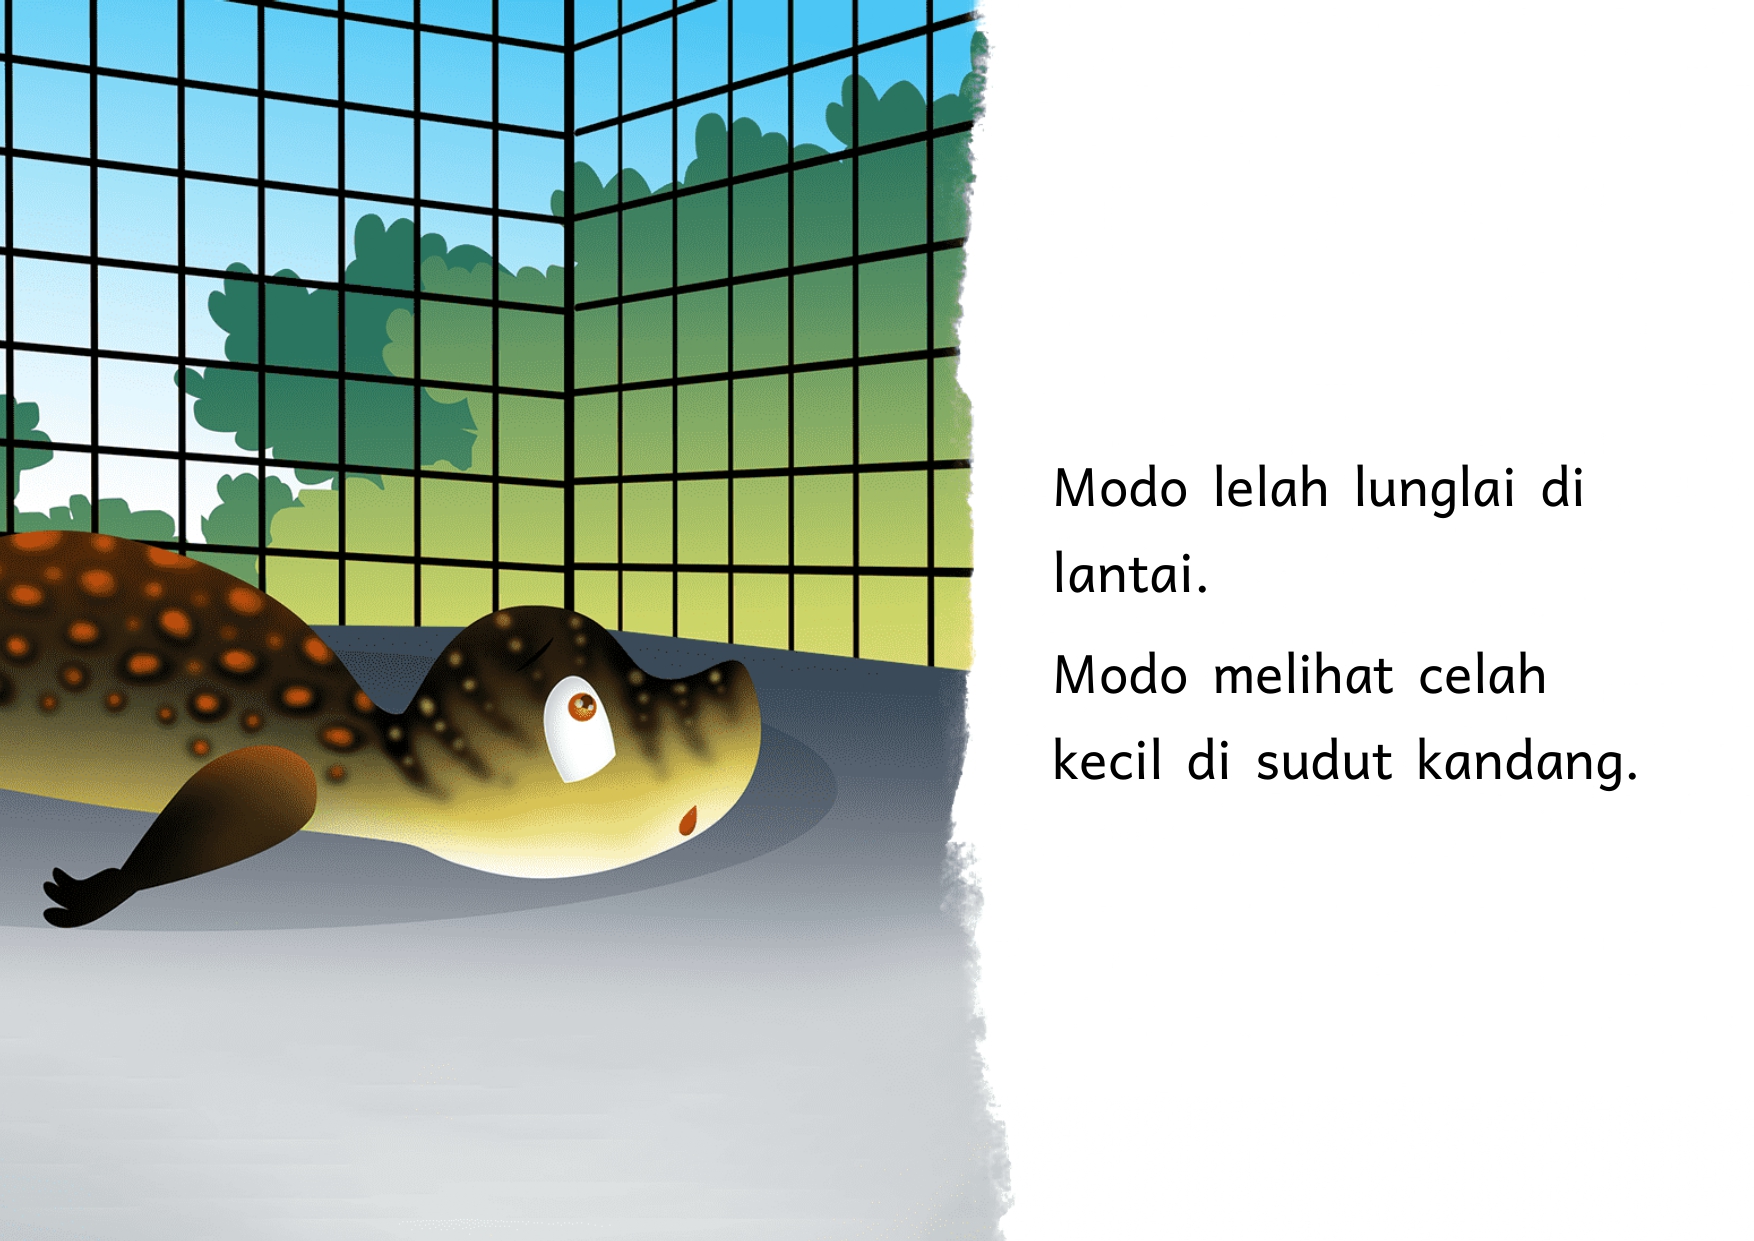 Modo lelah lunglai di
lantai.
Modo melihat celah
kecil di sudut kandang.